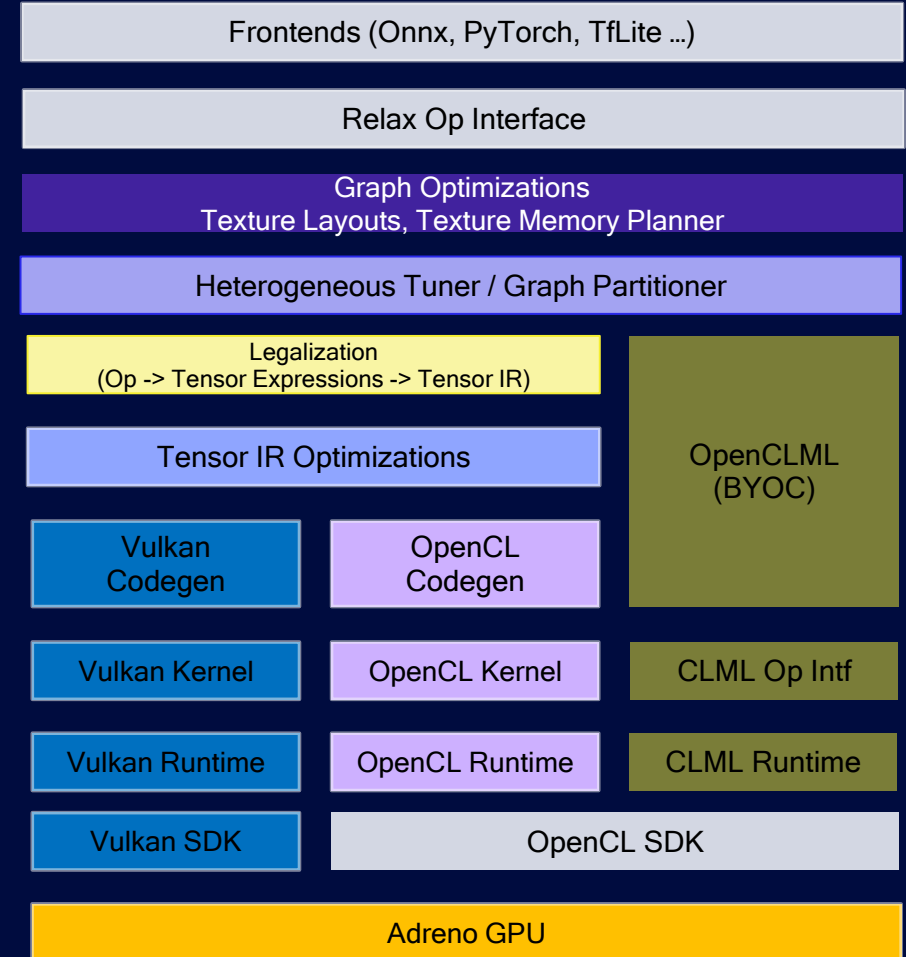 Frontends (Onnx, PyTorch, TfLite …)
Relax Op Interface
Graph Optimizations
Texture Layouts, Texture Memory Planner
Heterogeneous Tuner / Graph Partitioner
Legalization
(Op -> Tensor Expressions -> Tensor IR)
Tensor IR Optimizations
OpenCLML
(BYOC)
Vulkan
Codegen
OpenCL
Codegen
Vulkan Kernel
OpenCL Kernel
CLML Op Intf
Vulkan Runtime
OpenCL Runtime
CLML Runtime
Vulkan SDK
OpenCL SDK
Adreno GPU